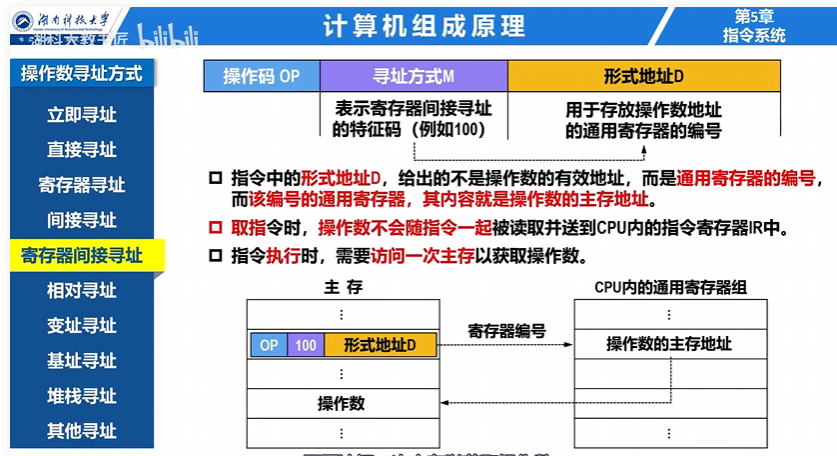 湖南科技大学
计算机组成原理
第5章
指令系统
湖科大教书匠 bilibili
操作数寻址方式
立即寻址
直接寻址
寄存器寻址
间接寻址
寄存器间接寻址
相对寻址
变址寻址
基址寻址
堆栈寻址
其他寻址
操作码 OP 寻址方式M 形式地址D
表示寄存器间接寻址
的特征码（例如100）
用于存放操作数地址
的通用寄存器的编号
指令中的形式地址D，给出的不是操作数的有效地址，而是通用寄存器的编号，
而该编号的通用寄存器，其内容就是操作数的主存地址。
取指令时，操作数不会随指令一起被读取并送到CPU内的指令寄存器IR中。
指令执行时，需要访问一次主存以获取操作数。
主 存
CPU内的通用寄存器组
⋮
⋮
OP 100 形式地址D
寄存器编号
操作数的主存地址
⋮
操作数
⋮
⋮